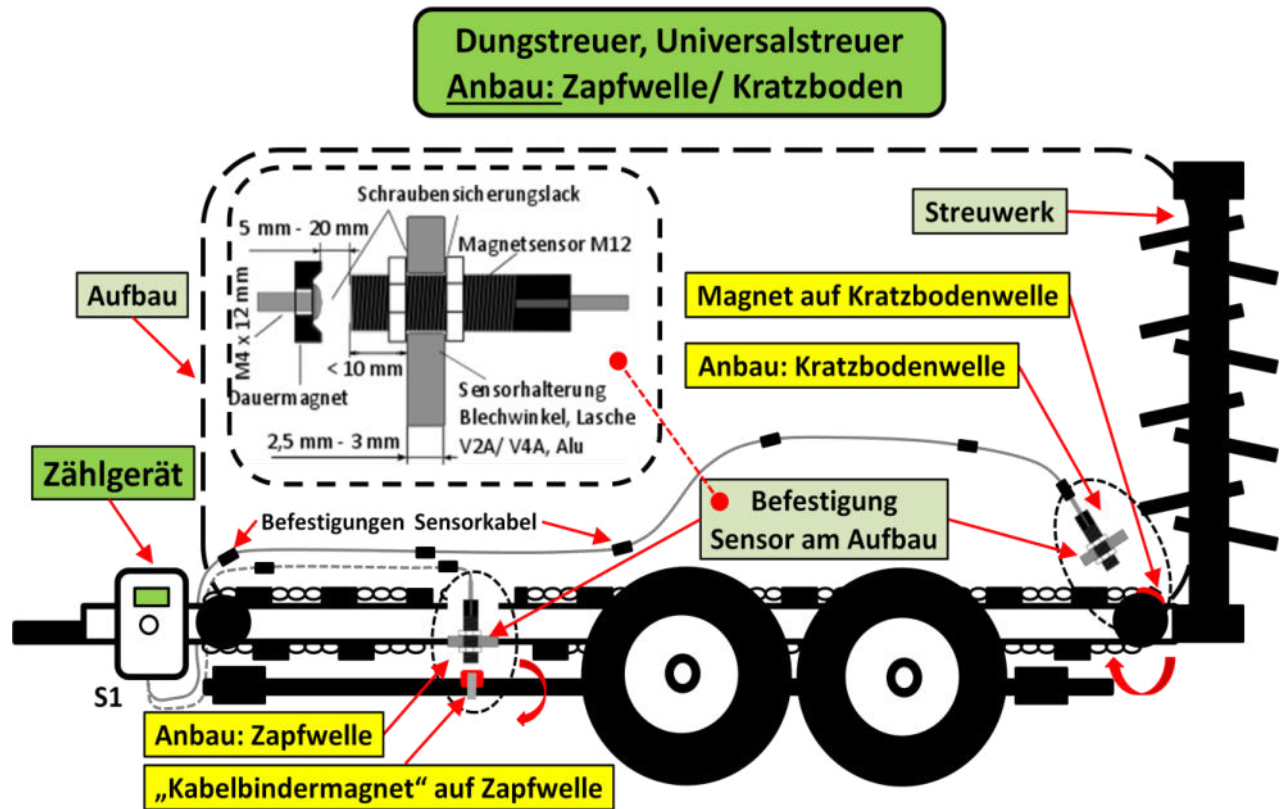 Dungstreuer, Universalstreuer
Anbau: Zapfwelle/ Kratzboden
Schraubensicherungslack
5 mm - 20 mm
Magnetsensor M12
M4 x 12 mm
< 10 mm
Dauermagnet
Sensorhalterung
Blechwinkel, Lasche
V2A/ V4A, Alu
2,5 mm - 3 mm
Aufbau
Streuwerk
Magnet auf Kratzbodenwelle
Anbau: Kratzbodenwelle
Zählgerät
Befestigungen Sensorkabel
Befestigung
Sensor am Aufbau
S1
Anbau: Zapfwelle
„Kabelbindermagnet“ auf Zapfwelle